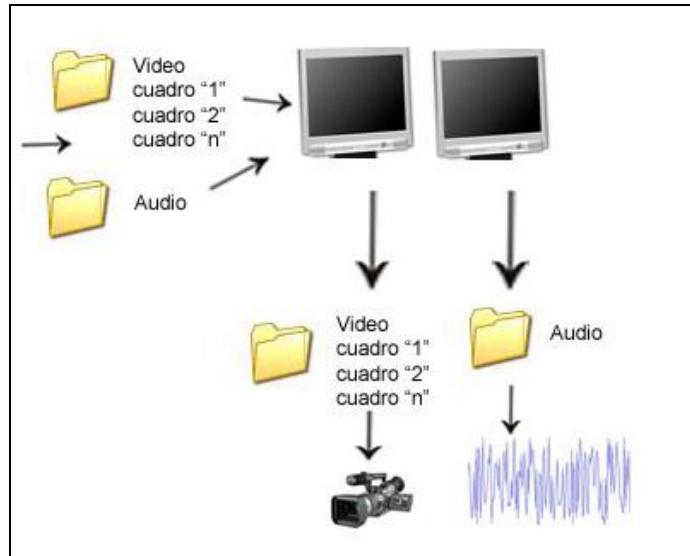 Video
cuadro “1”
cuadro “2”
cuadro “n”
Audio
Video
cuadro “1”
cuadro “2”
cuadro “n”
Audio